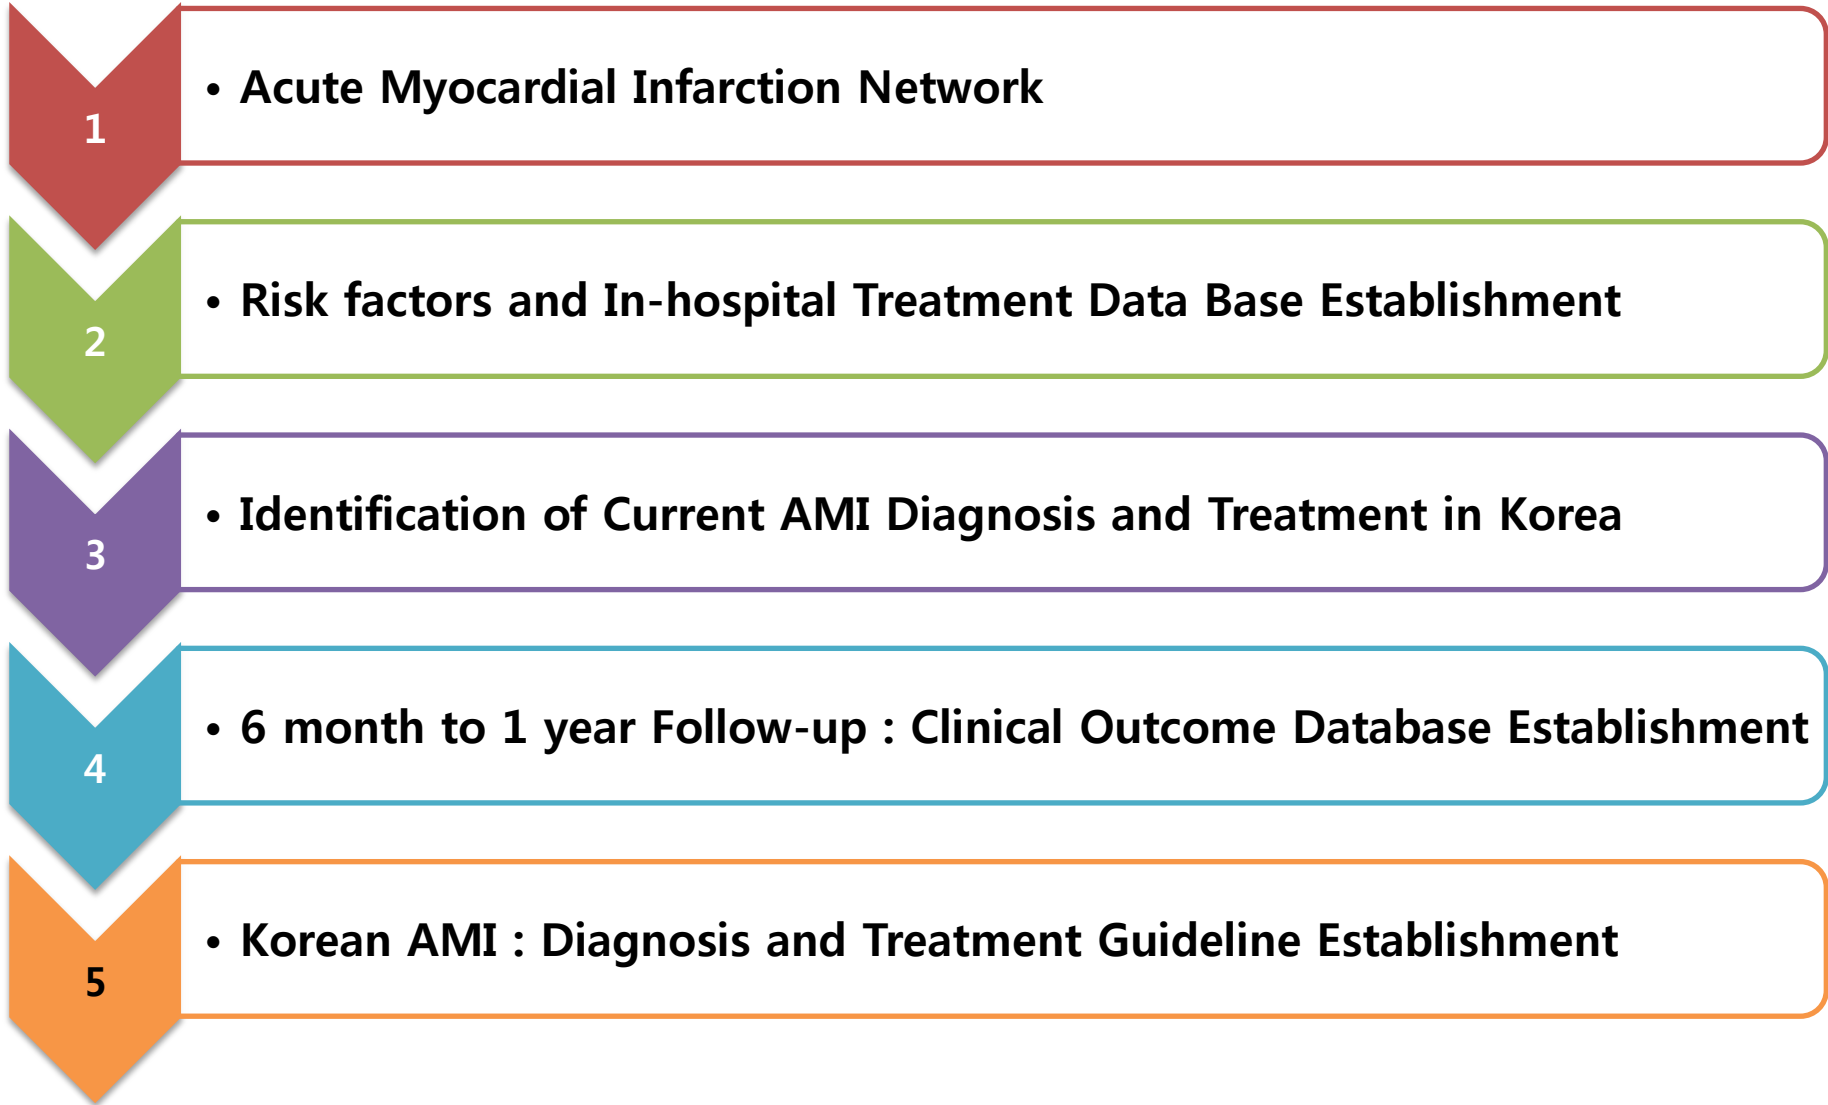 1
• Acute Myocardial Infarction Network
2
• Risk factors and In-hospital Treatment Data Base Establishment
3
• Identification of Current AMI Diagnosis and Treatment in Korea
4
• 6 month to 1 year Follow-up : Clinical Outcome Database Establishment
5
• Korean AMI : Diagnosis and Treatment Guideline Establishment